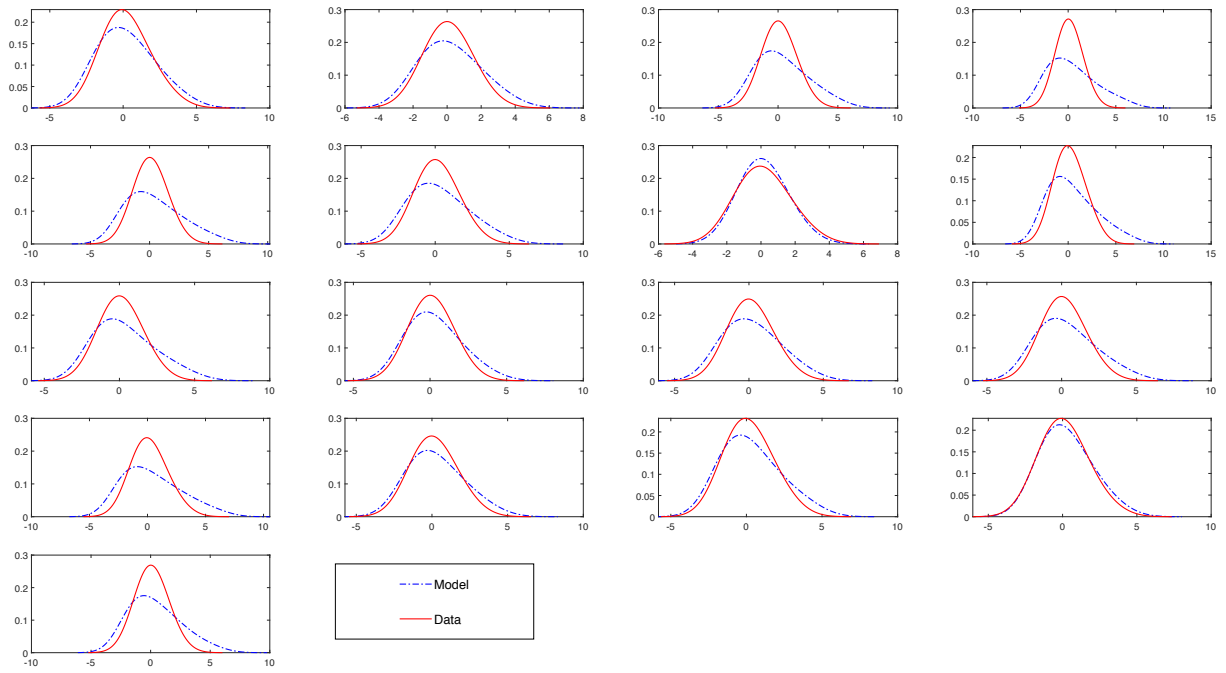 0.2 0.3 0.3 0.3
0.15 0.2 0.2 0.2
0.1 0.1 0.1 0.1
0.05
0 0 0 0
-5 0 5 10 -6 -4 -2 0 2 4 6 8 -10 -5 0 5 10 -10 -5 0 5 10 15
0.3 0.3 0.3 0.2
0.2 0.2 0.2 0.15
0.1 0.1 0.1 0.1
0.05
0 0 0 0
-10 -5 0 5 10 -5 0 5 10 -6 -4 -2 0 2 4 6 8 -10 -5 0 5 10 15
0.3 0.3 0.3 0.3
0.2 0.2 0.2 0.2
0.1 0.1 0.1 0.1
0 0 0 0
-5 0 5 10 -5 0 5 10 -5 0 5 10 -5 0 5 10
0.3 0.3 0.2 0.2
0.2 0.2 0.15 0.15
0.1 0.1 0.1 0.1
0.05 0.05
0 0 0 0
-10 -5 0 5 10 -5 0 5 10 -5 0 5 10 -5 0 5 10
0.3
0.2
0.1
0
-10 -5 0 5 10
Model
Data